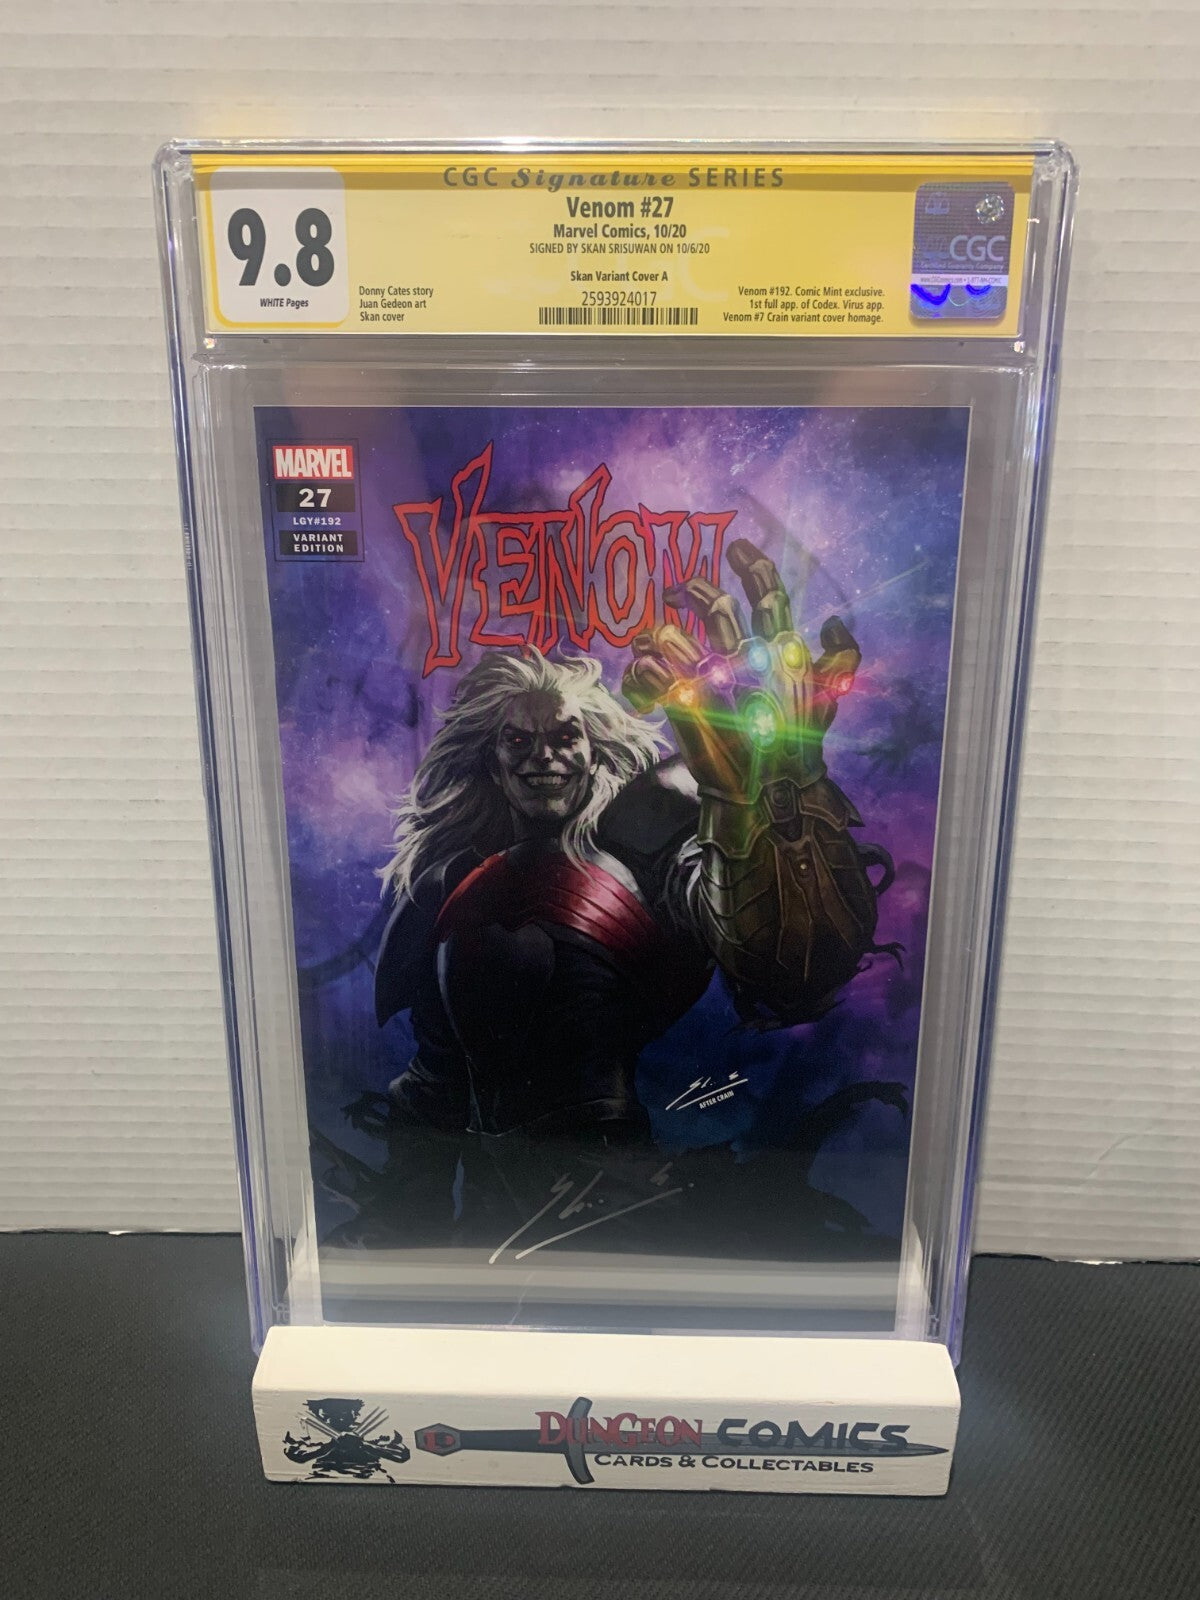 CGC Signature SERIES
9.8
WHITE Pages
Venom #27
Marvel Comics, 10/20
SIGNED BY SKAN SRISUWAN ON 10/6/20
Skan Variant Cover A
2593924017
Donny Cates story
Juan Gedeon art
Skan cover
Venom #192. Comic Mint exclusive.
1st full app. of Codex. Virus app.
Venom #7 Crain variant cover homage.
CGC
MARVEL
27
LGY#192
VARIANT
EDITION
VENOM
AFTER CRAIN
DUNGEON COMICS
CARDS & COLLECTABLES